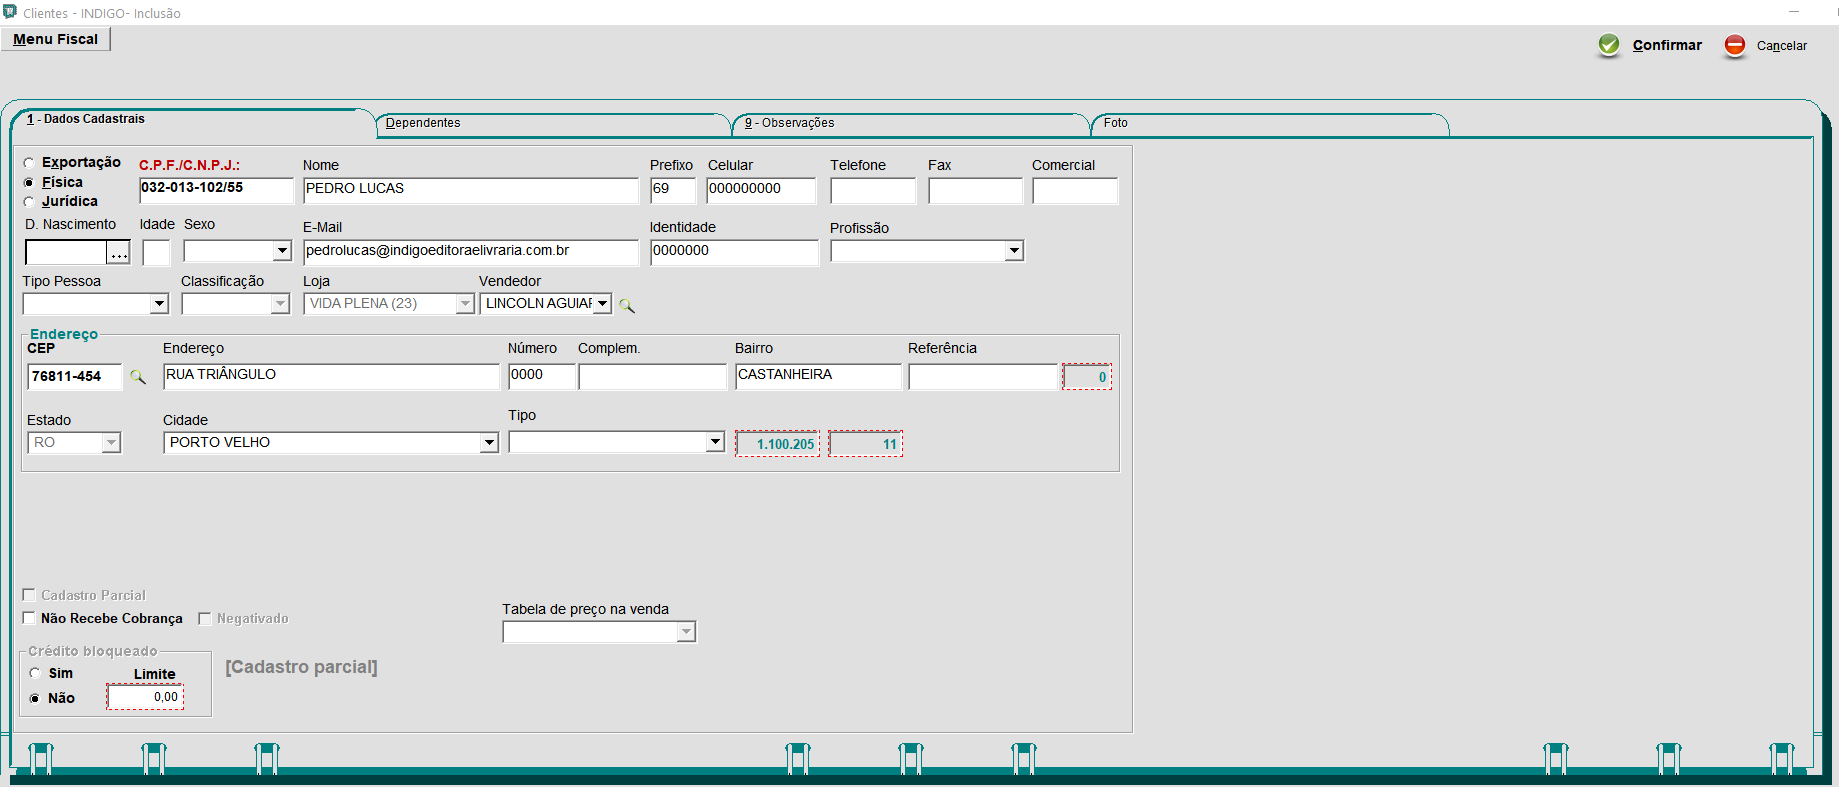 Clientes - INDIGO- Inclusão
Menu Fiscal
Confirmar
Cancelar
1 - Dados Cadastrais
Dependentes
9 - Observações
Foto
Exportação
Física
Jurídica
C.P.F./C.N.P.J.:
Nome
Prefixo
Celular
Telefone
Fax
Comercial
032-013-102/55
PEDRO LUCAS
69
000000000
D. Nascimento
Idade
Sexo
E-Mail
Identidade
Profissão
...
pedrolucas@indigoeditoraelivraria.com.br
0000000
Tipo Pessoa
Classificação
Loja
Vendedor
VIDA PLENA (23)
LINCOLN AGUIAR
Endereço
CEP
Endereço
Número
Complem.
Bairro
Referência
76811-454
RUA TRIÂNGULO
0000
CASTANHEIRA
0
Estado
Cidade
Tipo
RO
PORTO VELHO
1.100.205
11
Cadastro Parcial
Não Recebe Cobrança
Negativado
Tabela de preço na venda
Crédito bloqueado
Sim
Limite
Não
0,00
[Cadastro parcial]